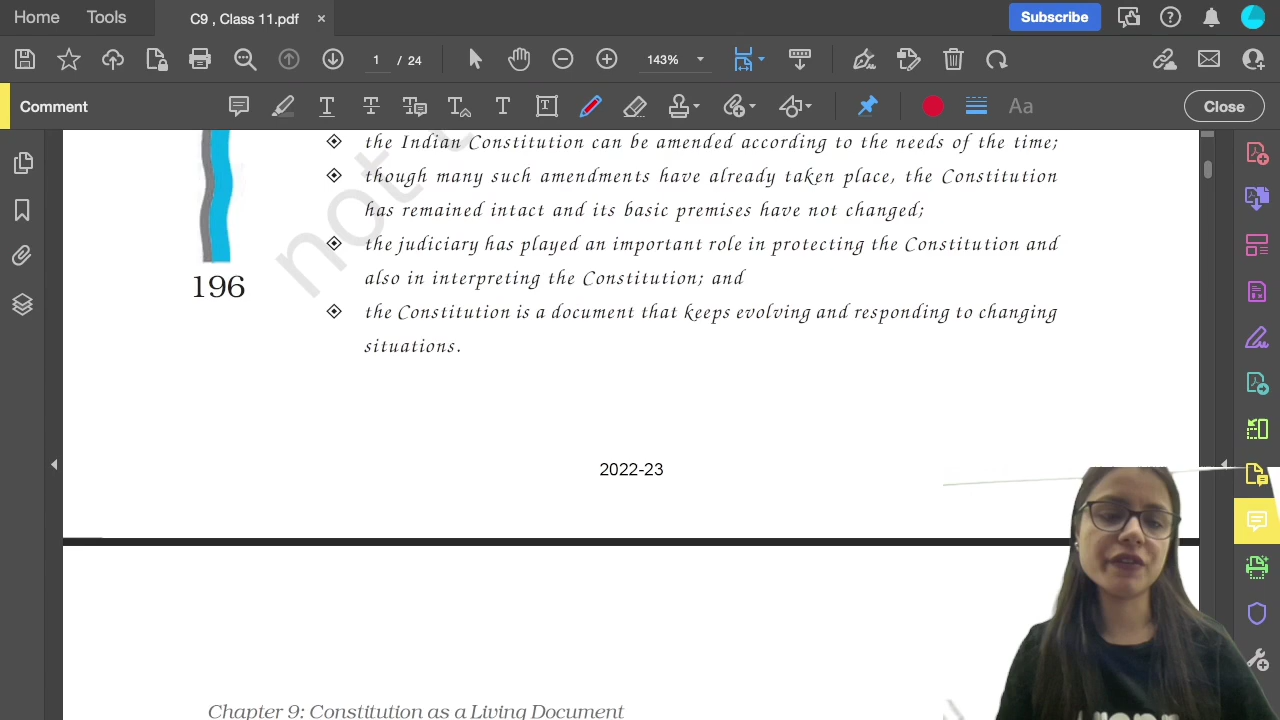 Home Tools C9 , Class 11.pdf × Subscribe
1 / 24 143%
Comment Aa Close
not
the Indian Constitution can be amended according to the needs of the time;
though many such amendments have already taken place, the Constitution
has remained intact and its basic premises have not changed;
the judiciary has played an important role in protecting the Constitution and
also in interpreting the Constitution; and
196
the Constitution is a document that keeps evolving and responding to changing
situations.
2022-23
Chapter 9: Constitution as a Living Document